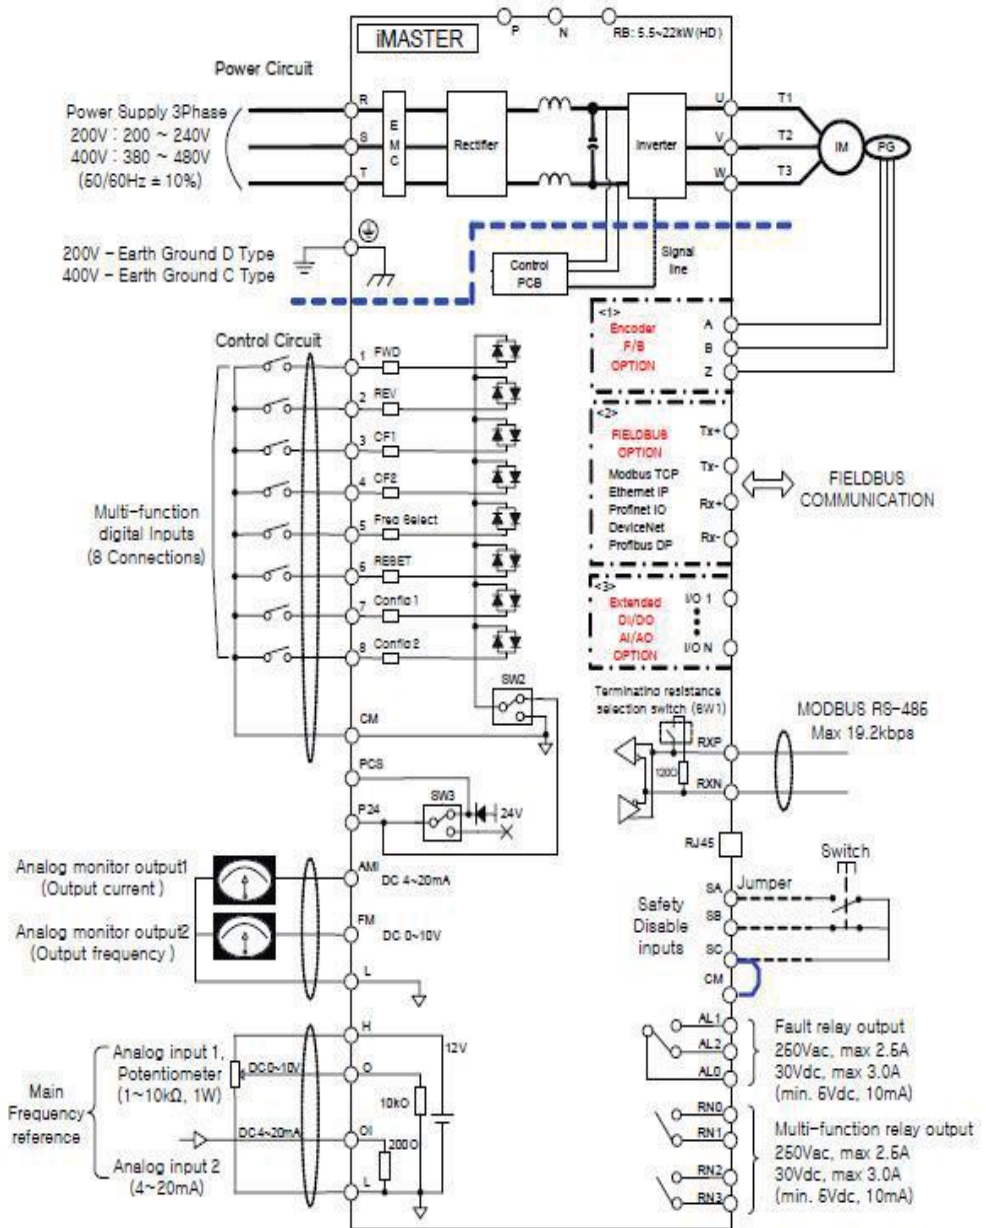 iMASTER
P
N
RB: 5.5~22kW(HD)
Power Circuit
Power Supply 3Phase
200V : 200 ~ 240V
400V : 380 ~ 480V
(50/60Hz ± 10%)
R
S
T
EMC
Rectifier
Inverter
U
V
W
T1
T2
T3
IM
PG
200V - Earth Ground D Type
400V - Earth Ground C Type
Control
PCB
Signal
line
<1>
Encoder
F/B
OPTION
A
B
Z
Control Circuit
1 FWD
2 REV
3 CF1
4 CF2
5 Freq Select
6 RESET
7 Config 1
8 Config 2
Multi-function
digital Inputs
(8 Connections)
<2>
FIELDBUS
OPTION
Modbus TCP
Ethernet IP
Profinet IO
DeviceNet
Profibus DP
Tx+
Tx-
Rx+
Rx-
FIELDBUS
COMMUNICATION
<3>
Extended
DI/DO
AI/AO
OPTION
I/O 1
I/O N
SW2
CM
PCS
P24
SW3
24V
Terminating resistance
selection switch (SW1)
RXP
120Ω
RXN
MODBUS RS-485
Max 19.2kbps
RJ45
Analog monitor output1
(Output current )
AMI
DC 4~20mA
Analog monitor output2
(Output frequency )
FM
DC 0~10V
L
Switch
Jumper
Safety
Disable
inputs
SA
SB
SC
CM
Main
Frequency
reference
Analog input 1,
Potentiometer
(1~10kΩ, 1W)
Analog input 2
(4~20mA)
DC0~10V
DC4~20mA
H
O
OI
L
12V
10kΩ
200Ω
AL1
AL2
AL0
Fault relay output
250Vac, max 2.5A
30Vdc, max 3.0A
(min. 5Vdc, 10mA)
RN0
RN1
RN2
RN3
Multi-function relay output
250Vac, max 2.5A
30Vdc, max 3.0A
(min. 5Vdc, 10mA)